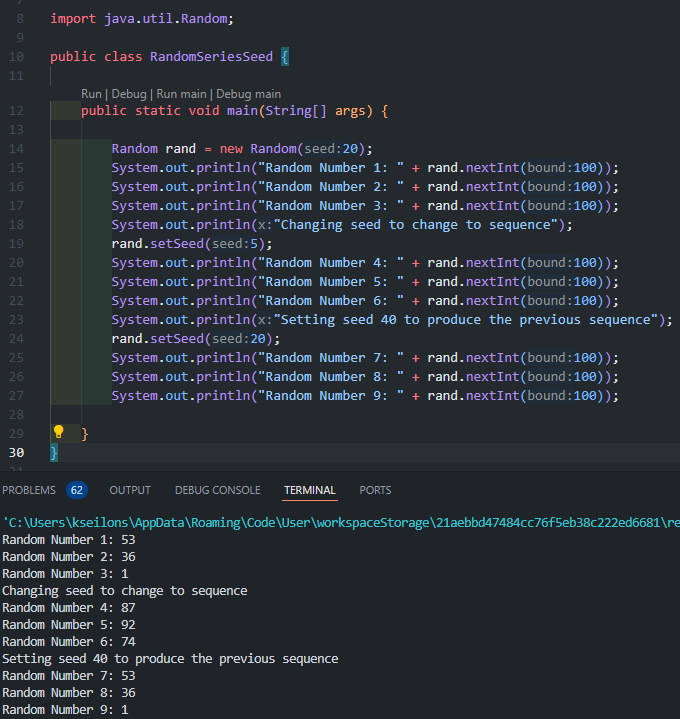 8 import java.util.Random;
9
10 public class RandomSeriesSeed {
11
Run | Debug | Run main | Debug main
12 public static void main(String[] args) {
13
14 Random rand = new Random(seed:20);
15 System.out.println("Random Number 1: " + rand.nextInt(bound:100));
16 System.out.println("Random Number 2: " + rand.nextInt(bound:100));
17 System.out.println("Random Number 3: " + rand.nextInt(bound:100));
18 System.out.println(x:"Changing seed to change to sequence");
19 rand.setSeed(seed:5);
20 System.out.println("Random Number 4: " + rand.nextInt(bound:100));
21 System.out.println("Random Number 5: " + rand.nextInt(bound:100));
22 System.out.println("Random Number 6: " + rand.nextInt(bound:100));
23 System.out.println(x:"Setting seed 40 to produce the previous sequence");
24 rand.setSeed(seed:20);
25 System.out.println("Random Number 7: " + rand.nextInt(bound:100));
26 System.out.println("Random Number 8: " + rand.nextInt(bound:100));
27 System.out.println("Random Number 9: " + rand.nextInt(bound:100));
28
29 }
30 }
PROBLEMS 62 OUTPUT DEBUG CONSOLE TERMINAL PORTS
'C:\Users\kseilons\AppData\Roaming\Code\User\workspaceStorage\21aebbd47484cc76f5eb38c222ed6681\re
Random Number 1: 53
Random Number 2: 36
Random Number 3: 1
Changing seed to change to sequence
Random Number 4: 87
Random Number 5: 92
Random Number 6: 74
Setting seed 40 to produce the previous sequence
Random Number 7: 53
Random Number 8: 36
Random Number 9: 1